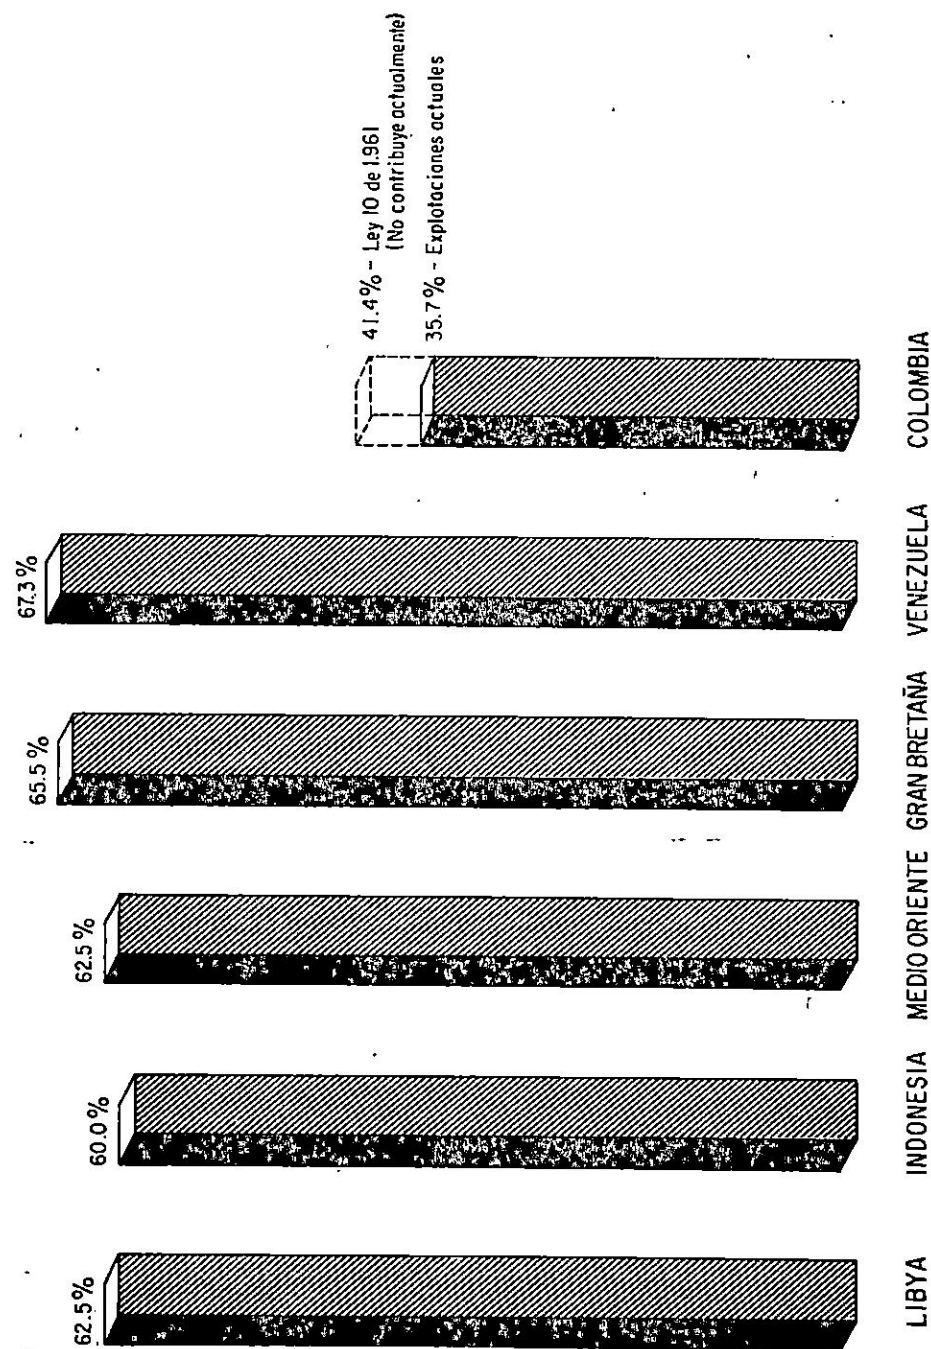 62.5%
60.0%
62.5%
65.5%
67.3%
41.4% - Ley 10 de 1.961
(No contribuye actualmente)
35.7% - Explotaciones actuales
LIBYA
INDONESIA
MEDIO ORIENTE
GRAN BRETAÑA
VENEZUELA
COLOMBIA